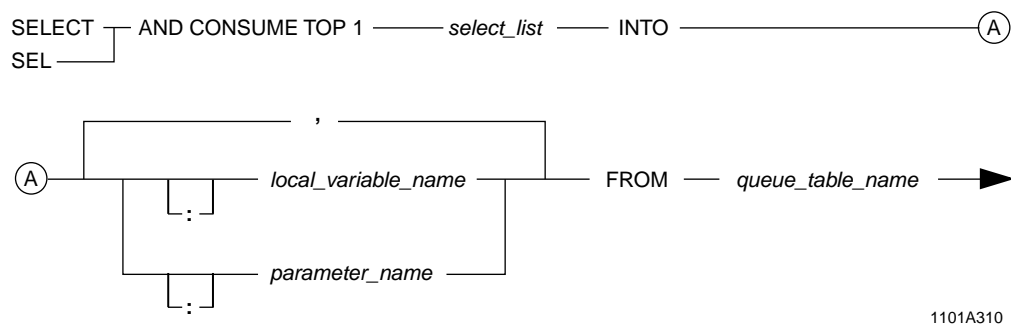 SELECT AND CONSUME TOP 1 select_list INTO A
SEL
,
A : local_variable_name FROM queue_table_name
: parameter_name
1101A310